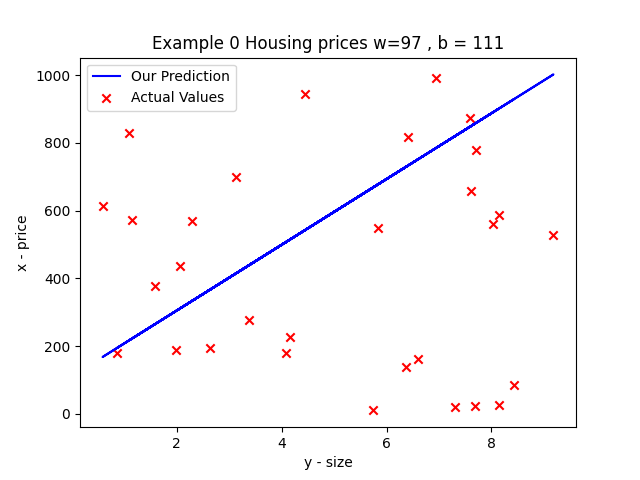 Example 0 Housing prices w=97 , b = 111
Our Prediction
Actual Values
1000
800
600
400
200
0
x - price
2 4 6 8
y - size